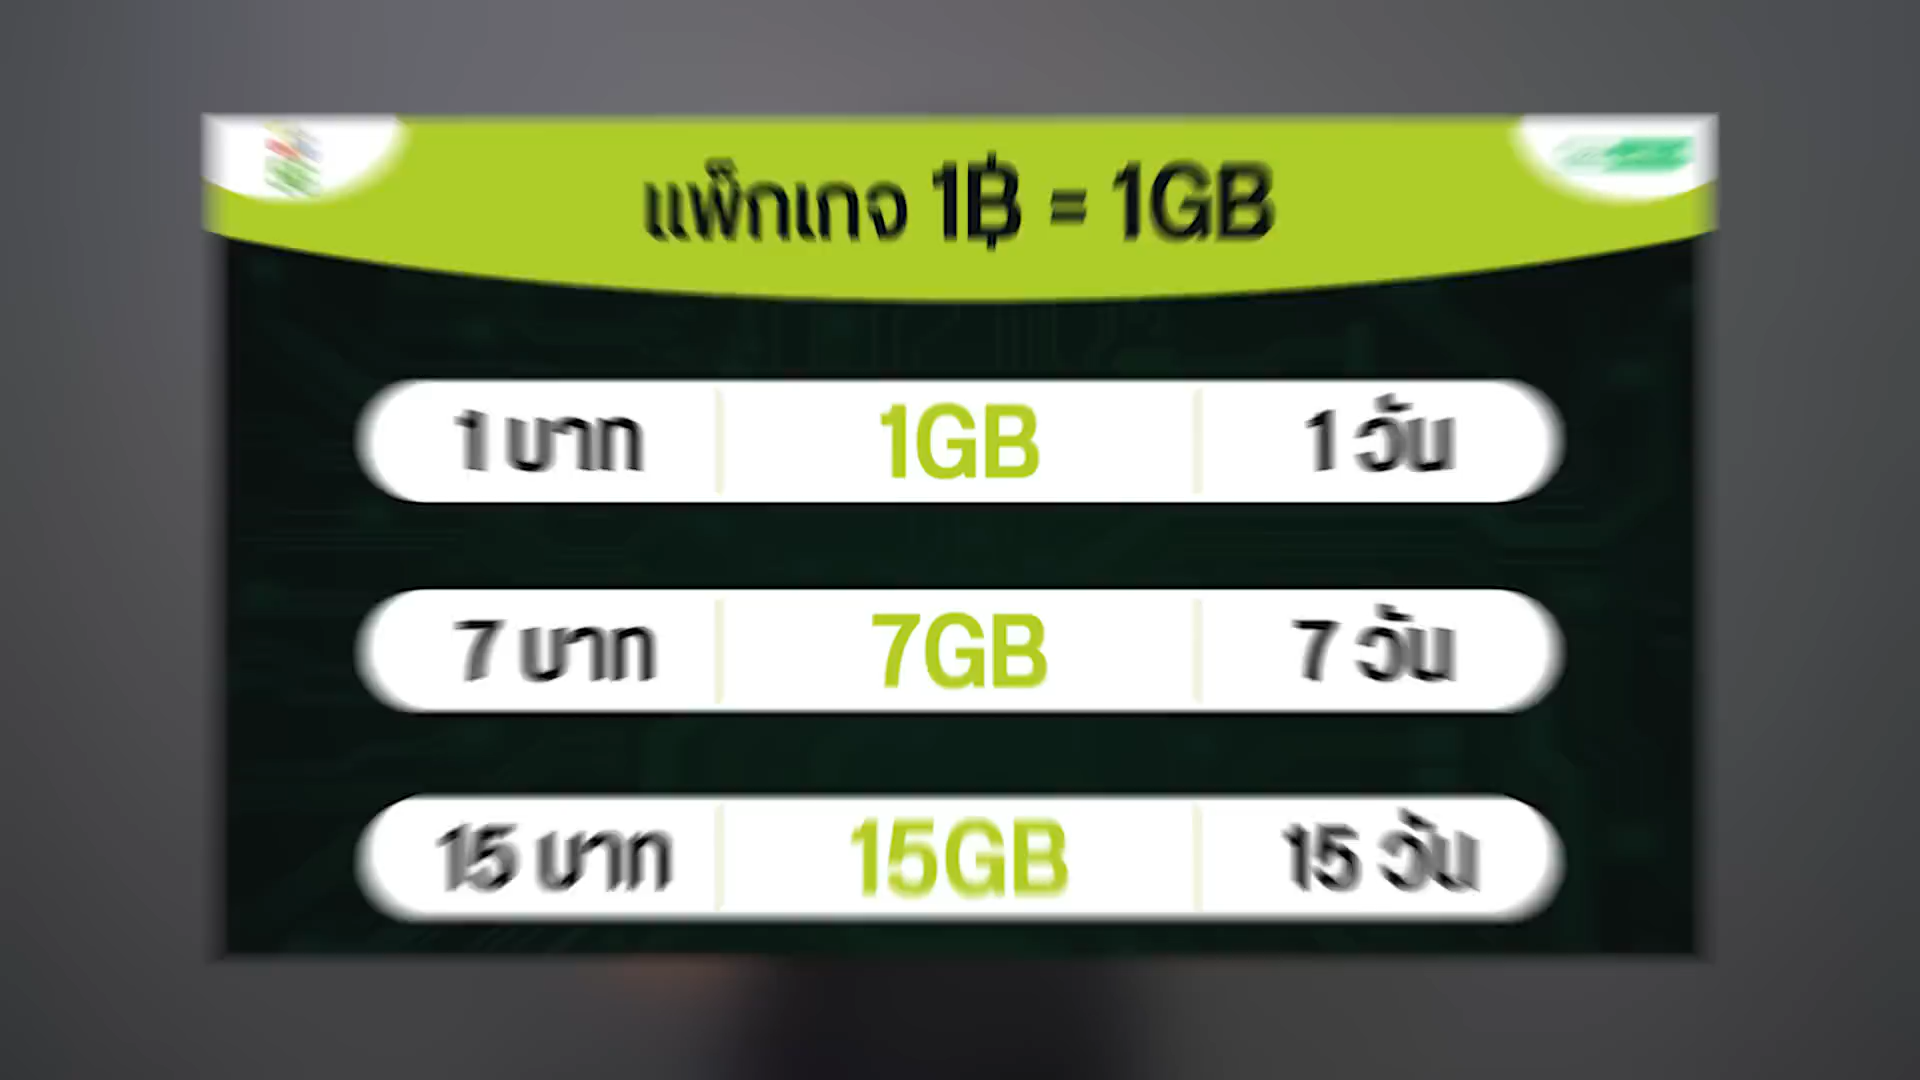 แพ็กเกจ 1฿ = 1GB
1 บาท 1GB 1 วัน
7 บาท 7GB 7 วัน
15 บาท 15GB 15 วัน